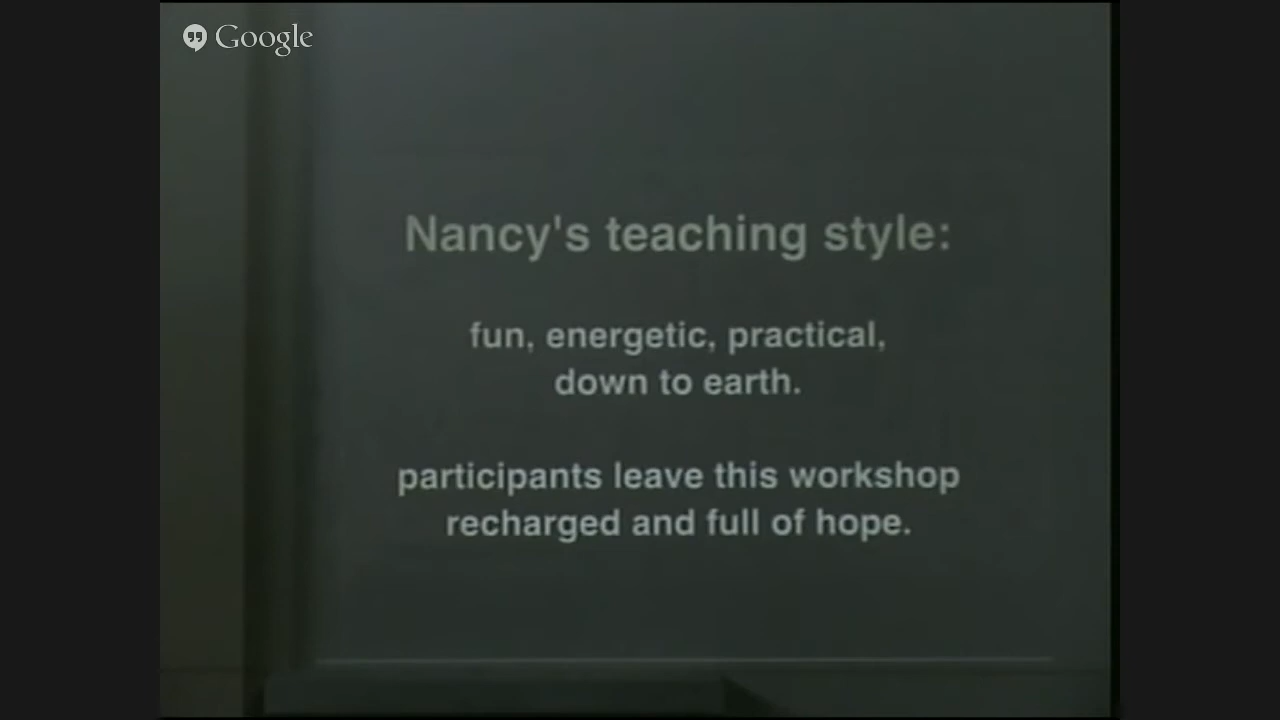 Google
Nancy's teaching style:
fun, energetic, practical,
down to earth.
participants leave this workshop
recharged and full of hope.